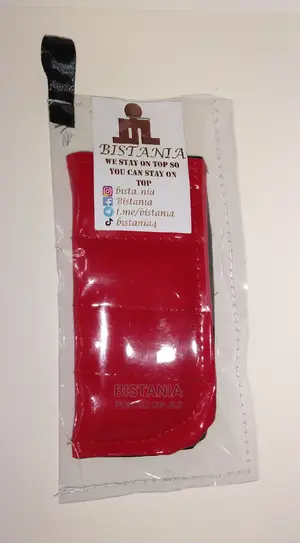 BISTANIA
WE STAY ON TOP SO
YOU CAN STAY ON
TOP
bista_nia
Bistania
t.me/bistania
bistania4
BISTANIA